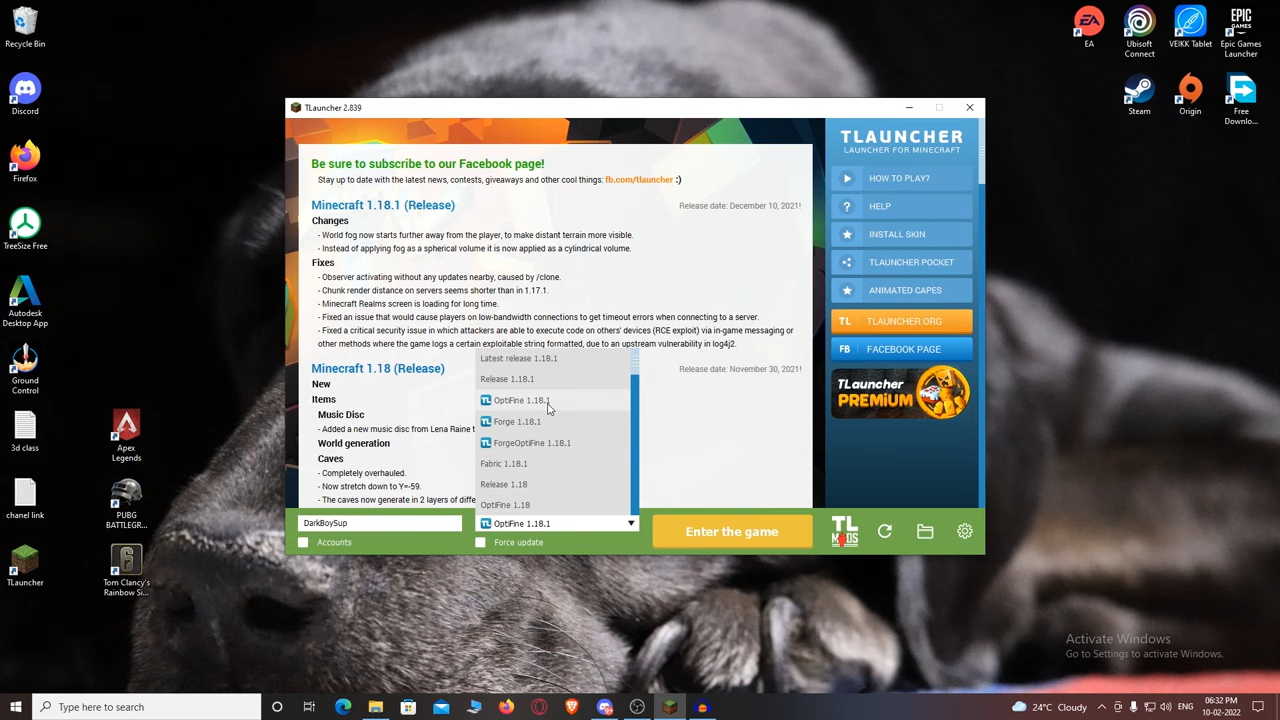 Recycle Bin
Discord
Firefox
TreeSize Free
Autodesk
Desktop App
Ground
Control
3d class
chanel link
TLauncher
Apex
Legends
PUBG
BATTLEGR...
Tom Clancy's
Rainbow Si...
EA
Ubisoft
Connect
VEIKK Tablet
EPIC
GAMES
Epic Games
Launcher
Steam
Origin
Free
Downlo...
TLauncher 2.839
Be sure to subscribe to our Facebook page!
Stay up to date with the latest news, contests, giveaways and other cool things: fb.com/tlauncher :)
Minecraft 1.18.1 (Release)
Release date: December 10, 2021!
Changes
- World fog now starts further away from the player, to make distant terrain more visible.
- Instead of applying fog as a spherical volume it is now applied as a cylindrical volume.
Fixes
- Observer activating without any updates nearby, caused by /clone.
- Chunk render distance on servers seems shorter than in 1.17.1.
- Minecraft Realms screen is loading for long time.
- Fixed an issue that would cause players on low-bandwidth connections to get timeout errors when connecting to a server.
- Fixed a critical security issue in which attackers are able to execute code on others' devices (RCE exploit) via in-game messaging or
other methods where the game logs a certain exploitable string formatted, due to an upstream vulnerability in log4j2.
Minecraft 1.18 (Release)
Release date: November 30, 2021!
New
Items
Music Disc
- Added a new music disc from Lena Raine t
World generation
Caves
- Completely overhauled.
- Now stretch down to Y=-59.
- The caves now generate in 2 layers of diffe
Latest release 1.18.1
Release 1.18.1
TL OptiFine 1.18.1
TL Forge 1.18.1
TL ForgeOptiFine 1.18.1
Fabric 1.18.1
Release 1.18
OptiFine 1.18
TL OptiFine 1.18.1
DarkBoySup
Accounts
Force update
Enter the game
TL
MODS
TLAUNCHER
LAUNCHER FOR MINECRAFT
HOW TO PLAY?
? HELP
INSTALL SKIN
TLAUNCHER POCKET
ANIMATED CAPES
TL TLAUNCHER.ORG
FB FACEBOOK PAGE
TLauncher
PREMIUM
Activate Windows
Go to Settings to activate Windows.
Type here to search
24°C Cloudy
ENG
06:32 PM
10-02-2022